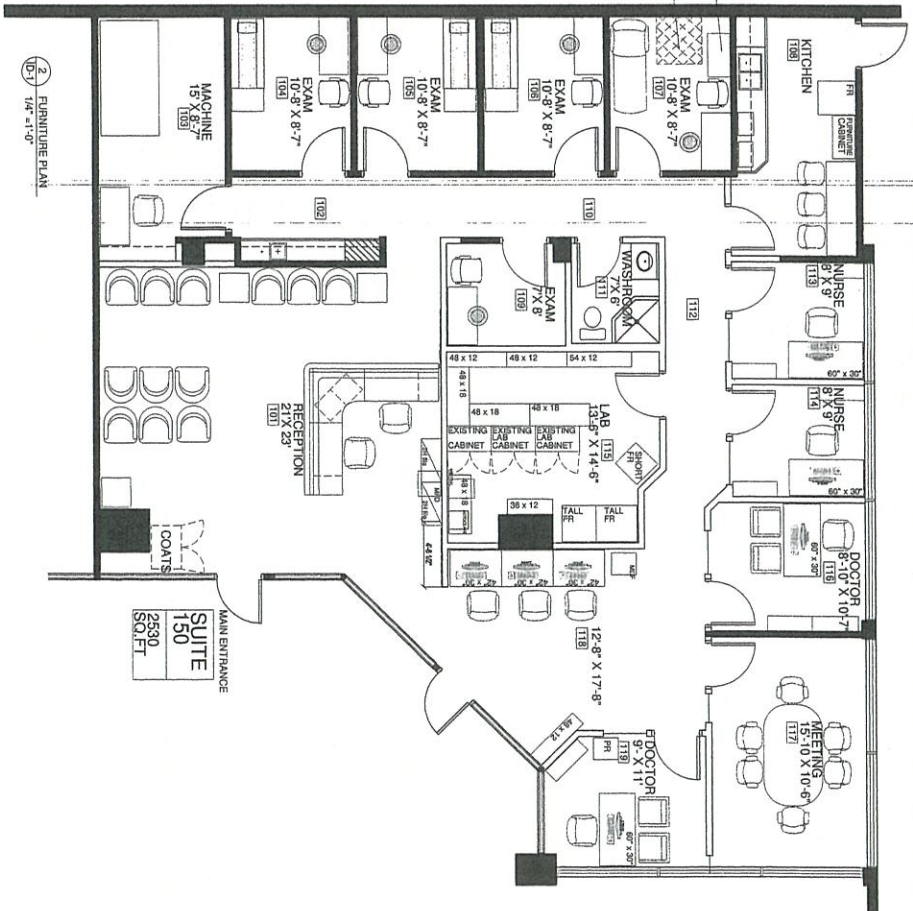 KITCHEN
108
FR
FURNITURE
CABINET
EXAM
107
10'-8' X 8'-7"
EXAM
106
10'-8' X 8'-7"
EXAM
105
10'-8' X 8'-7"
EXAM
104
10'-8' X 8'-7"
MACHINE
103
15' X 8'-7"
2
ID-1
FURNITURE PLAN
1/4" =1'-0"
102
110
112
NURSE
113
8'X 9'
60" x 30"
NURSE
114
8'X 9'
60" x 30"
WASHROOM
111
7'X 6'
EXAM
109
7'X 8'
48 x 12
48 x 12
54 x 12
48 x 18
48 x 18
48 x 18
LAB
115
13'-6" X 14'-6"
EXISTING
CABINET
EXISTING
LAB
CABINET
EXISTING
LAB
CABINET
SHORT
FR
48 x 18
36 x 12
TALL
FR
TALL
FR
RECEPTION
101
21'X 23'
4'-8 1/2"
COATS
MAIN ENTRANCE
SUITE
150
2530
SQ.FT
DOCTOR
116
8'-10" X 10'-7"
60" x 30"
42" x 30"
42" x 30"
42" x 30"
118
12'-8" X 17'-8"
MEETING
117
15'-10 X 10'-6"
48 x 12
DOCTOR
119
9'- X 11'
PR
60" x 30"